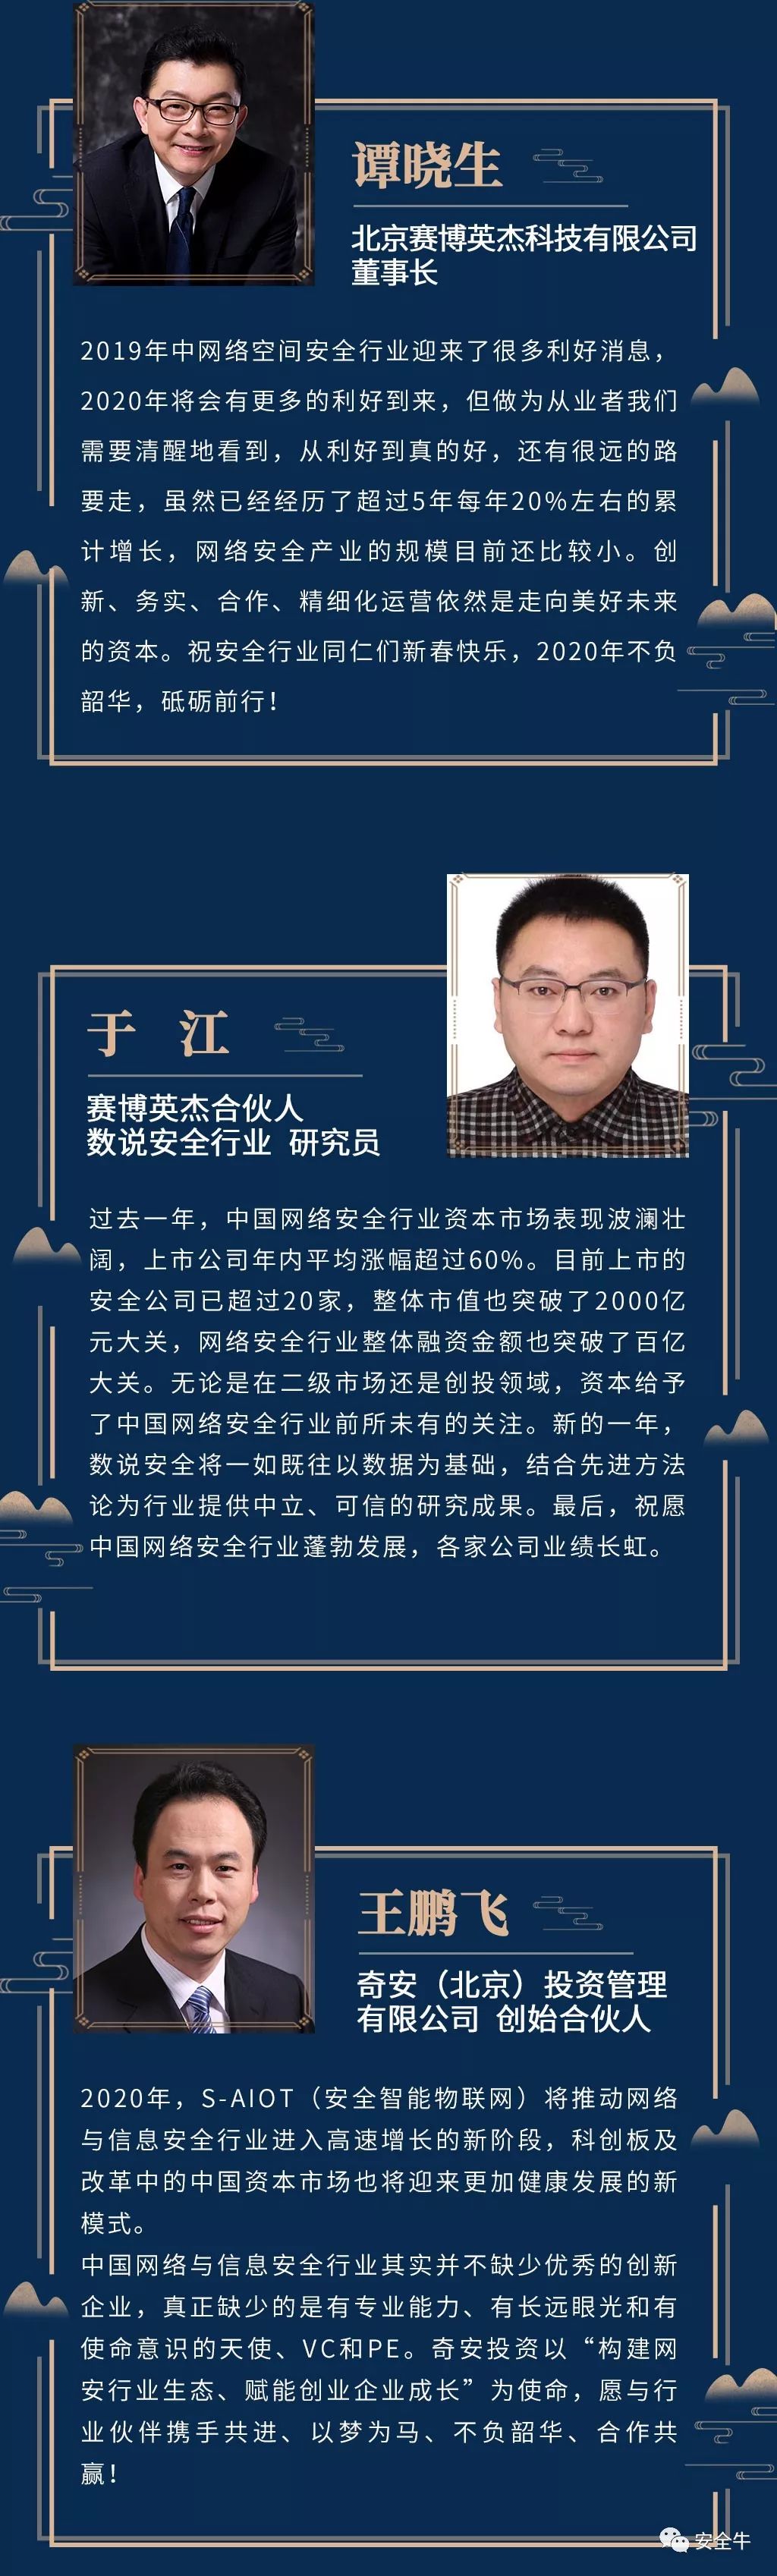 谭晓生
北京赛博英杰科技有限公司
董事长
2019年中网络空间安全行业迎来了很多利好消息，
2020年将会有更多的利好到来，但做为从业者我们
需要清醒地看到，从利好到真的好，还有很远的路
要走，虽然已经经历了超过5年每年20%左右的累
计增长，网络安全产业的规模目前还比较小。创
新、务实、合作、精细化运营依然是走向美好未来
的资本。祝安全行业同仁们新春快乐，2020年不负
韶华，砥砺前行！
于 江
赛博英杰合伙人
数说安全行业 研究员
过去一年，中国网络安全行业资本市场表现波澜壮
阔，上市公司年内平均涨幅超过60%。目前上市的
安全公司已超过20家，整体市值也突破了2000亿
元大关，网络安全行业整体融资金额也突破了百亿
大关。无论是在二级市场还是创投领域，资本给予
了中国网络安全行业前所未有的关注。新的一年，
数说安全将一如既往以数据为基础，结合先进方法
论为行业提供中立、可信的研究成果。最后，祝愿
中国网络安全行业蓬勃发展，各家公司业绩长虹。
王鹏飞
奇安（北京）投资管理
有限公司 创始合伙人
2020年，S-AIOT（安全智能物联网）将推动网络
与信息安全行业进入高速增长的新阶段，科创板及
改革中的中国资本市场也将迎来更加健康发展的新
模式。
中国网络与信息安全行业其实并不缺少优秀的创新
企业，真正缺少的是有专业能力、有长远眼光和有
使命意识的天使、VC和PE。奇安投资以“构建网
安行业生态、赋能创业企业成长”为使命，愿与行
业伙伴携手共进、以梦为马、不负韶华、合作共
赢！
安全牛